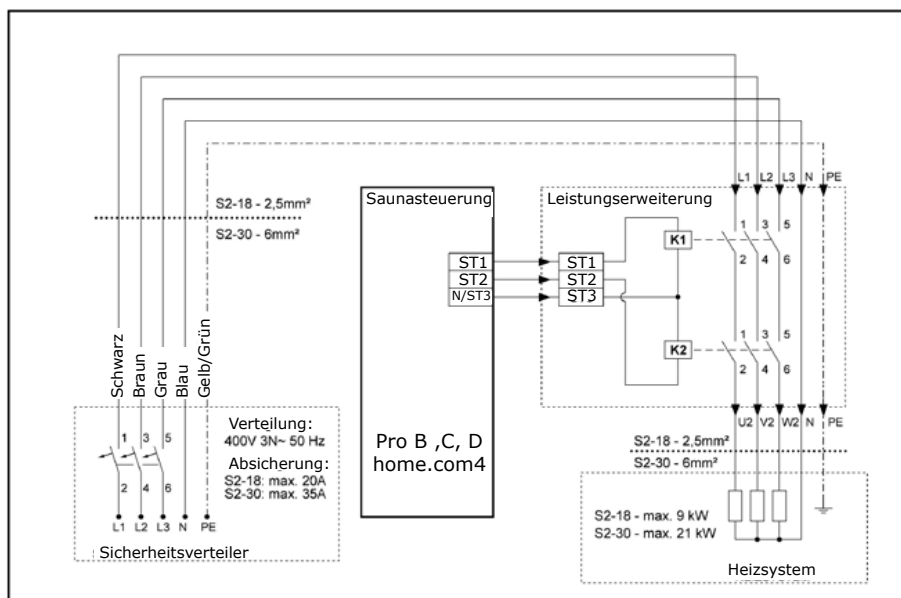 L1 L2 L3 N PE
S2-18 - 2,5mm²
S2-30 - 6mm²
Saunasteuerung
ST1
ST2
N/ST3
Pro B ,C, D
home.com4
Leistungserweiterung
ST1
ST2
ST3
K1
1 3 5
2 4 6
K2
1 3 5
2 4 6
U2 V2 W2 N PE
S2-18 - 2,5mm²
S2-30 - 6mm²
S2-18 - max. 9 kW
S2-30 - max. 21 kW
Heizsystem
Schwarz
Braun
Grau
Blau
Gelb/Grün
Verteilung:
400V 3N~ 50 Hz
Absicherung:
S2-18: max. 20A
S2-30: max. 35A
1 3 5
2 4 6
L1 L2 L3 N PE
Sicherheitsverteiler